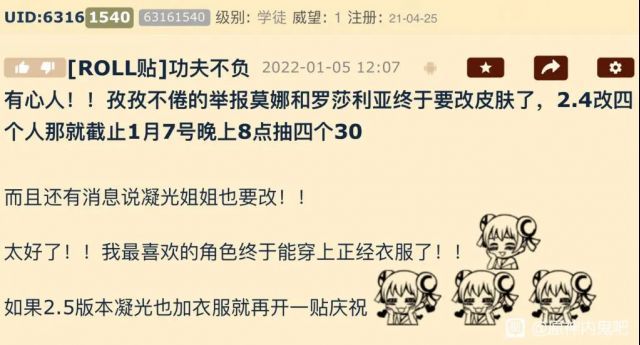 UID:63161540 63161540 级别: 学徒 威望: 1 注册: 21-04-25
[ROLL贴]功夫不负 2022-01-05 12:07
有心人！！孜孜不倦的举报莫娜和罗莎利亚终于要改皮肤了，2.4改四
个人那就截止1月7号晚上8点抽四个30
而且还有消息说凝光姐姐也要改！！
太好了！！我最喜欢的角色终于能穿上正经衣服了！！
如果2.5版本凝光也加衣服就再开一贴庆祝
@原神内鬼吧